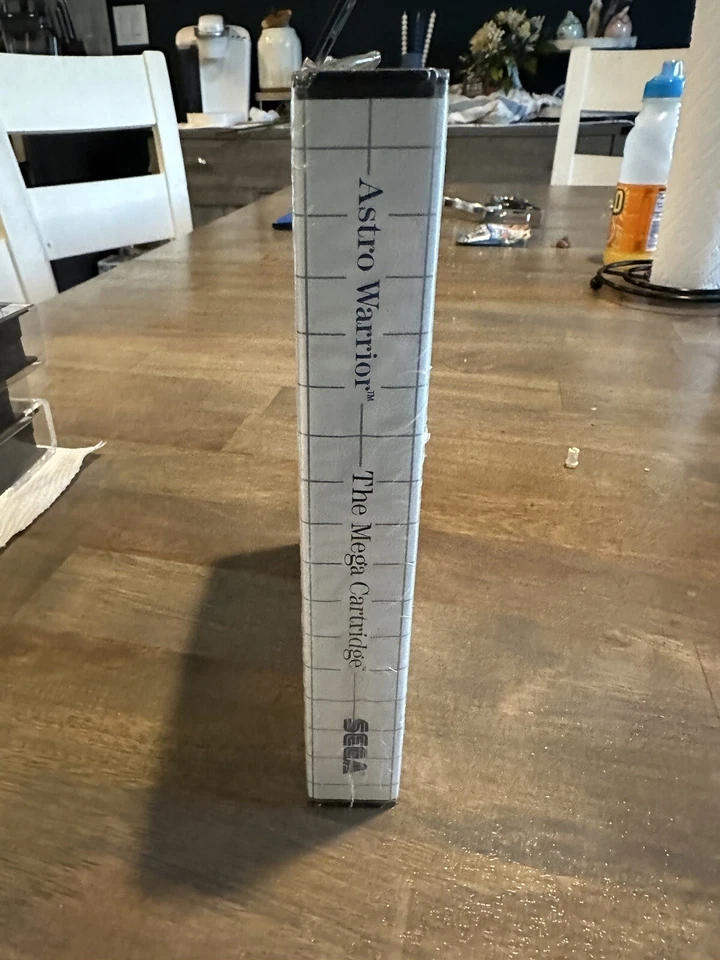 Astro Warrior™
The Mega Cartridge™
SEGA